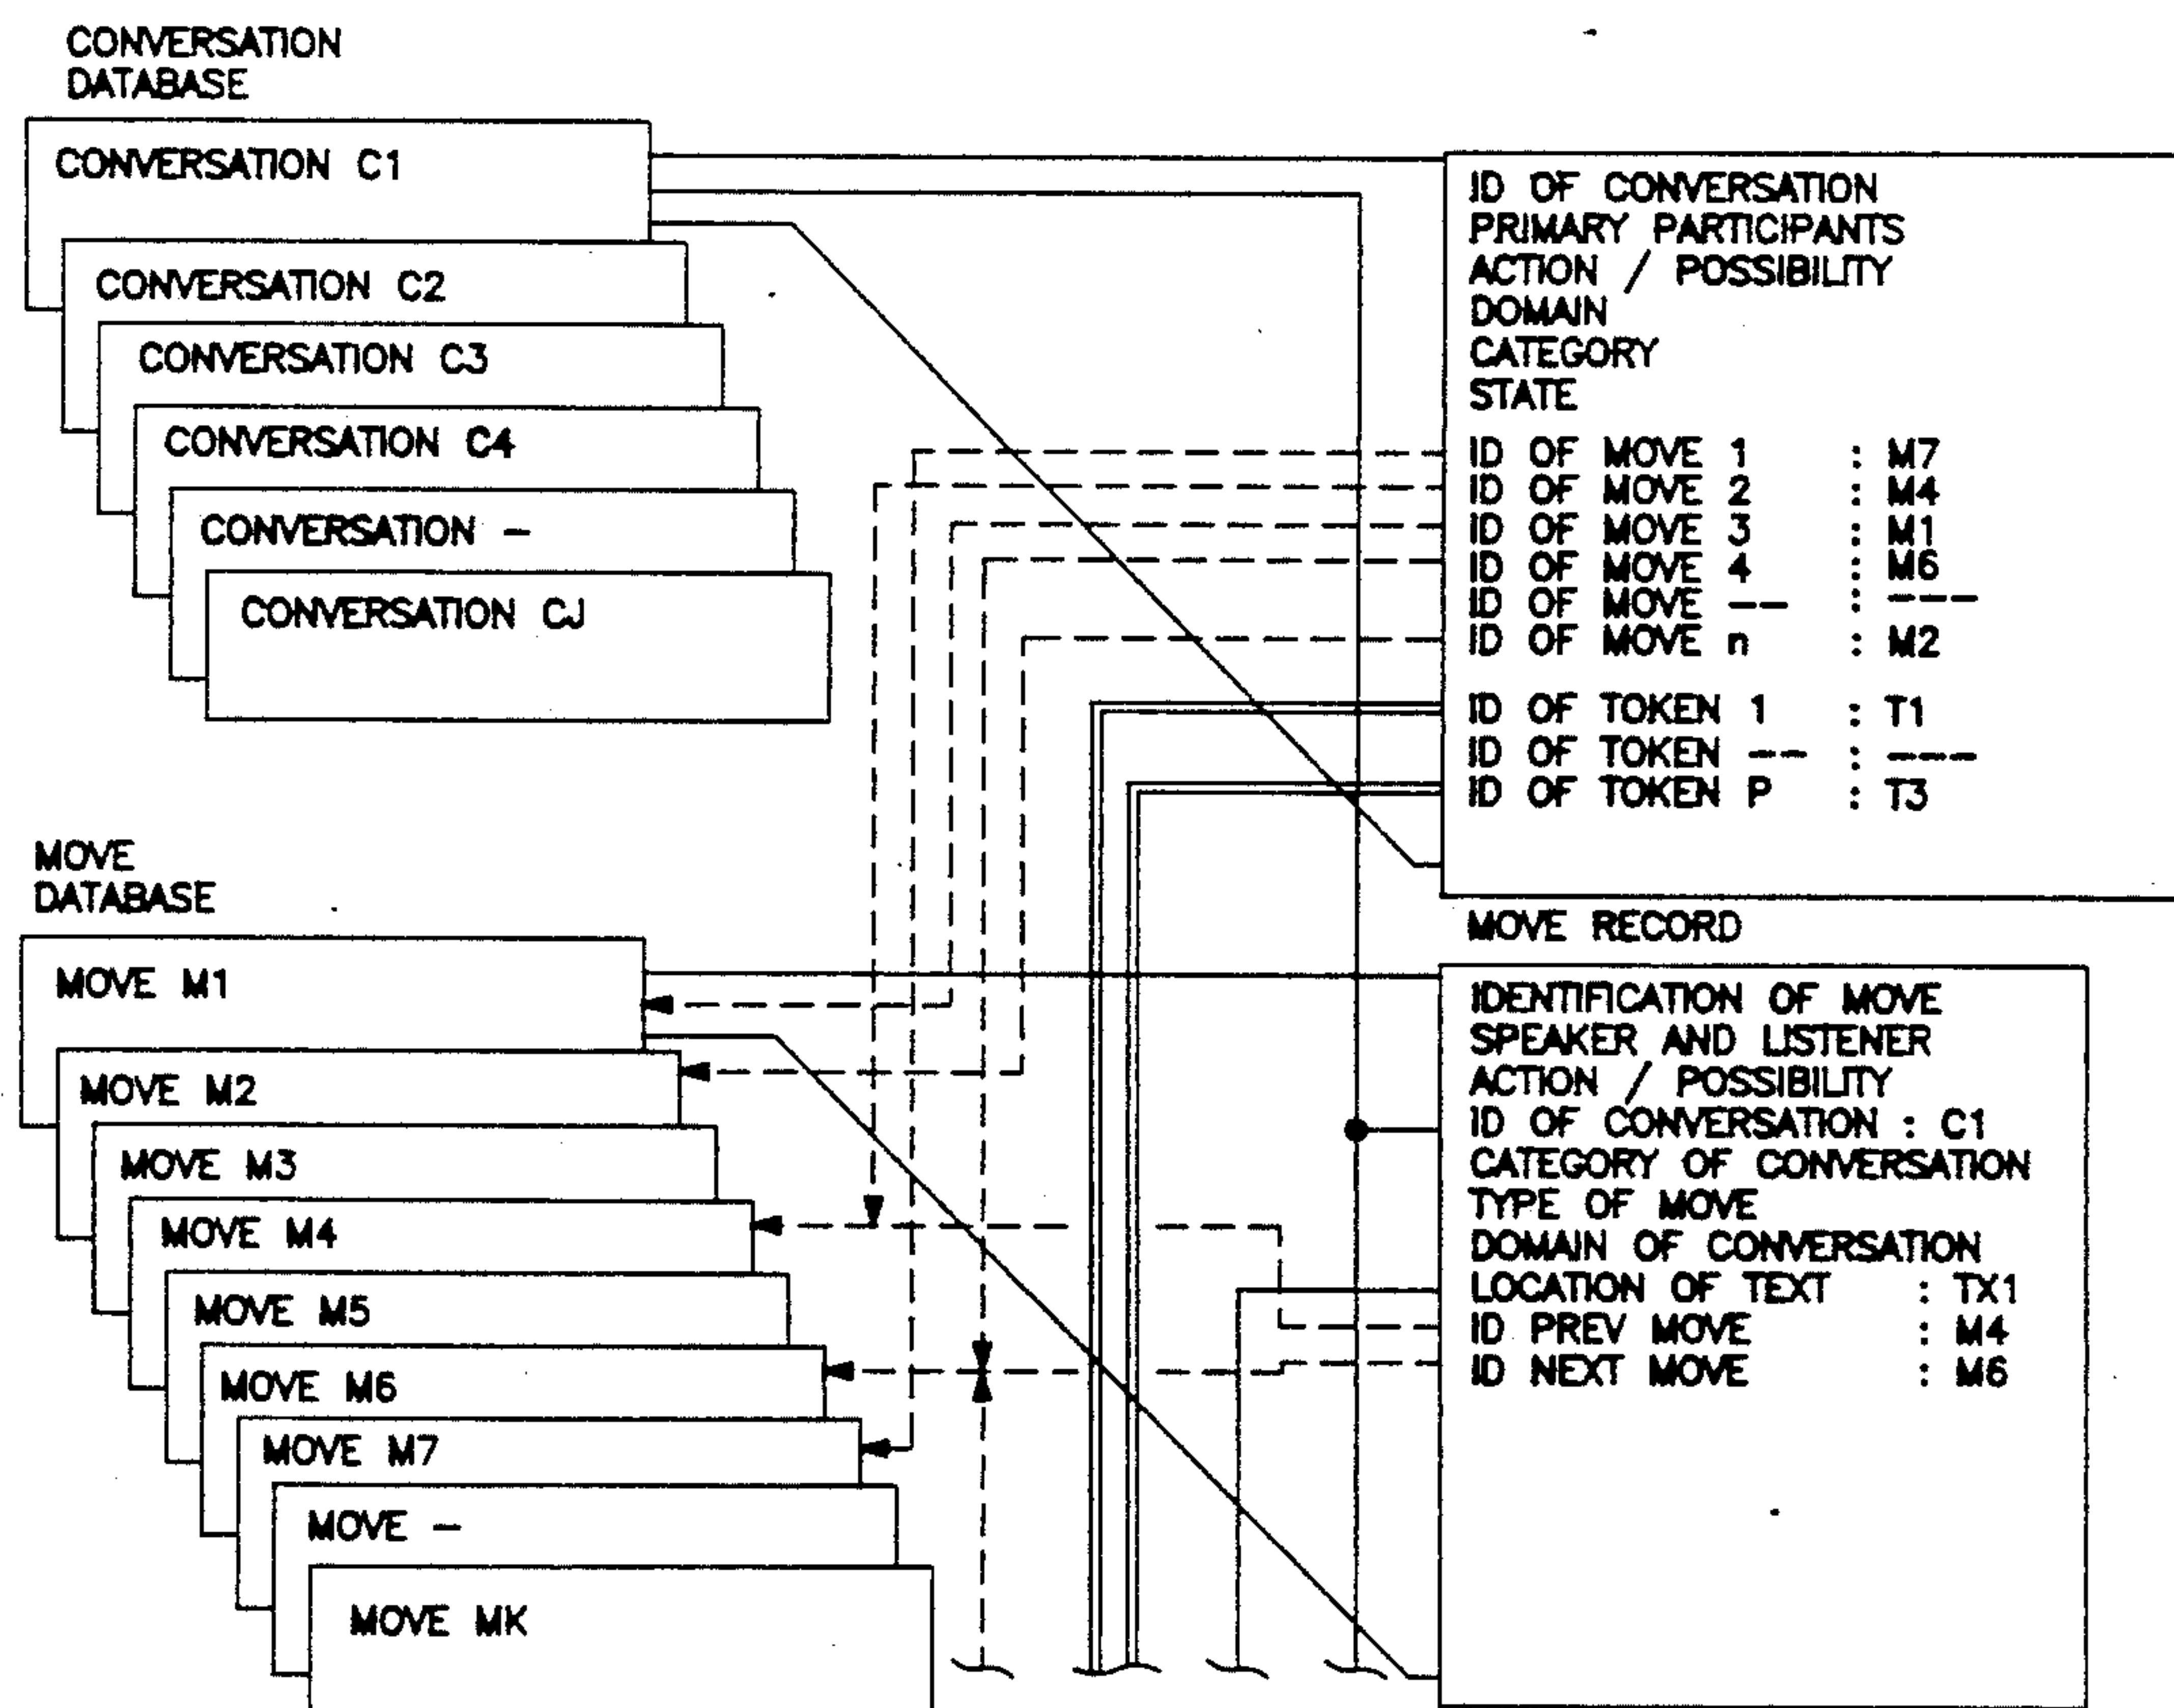 CONVERSATION
DATABASE
CONVERSATION C1
CONVERSATION C2
CONVERSATION C3
CONVERSATION C4
CONVERSATION -
CONVERSATION CJ
ID OF CONVERSATION
PRIMARY PARTICIPANTS
ACTION / POSSIBILITY
DOMAIN
CATEGORY
STATE
ID OF MOVE 1 : M7
ID OF MOVE 2 : M4
ID OF MOVE 3 : M1
ID OF MOVE 4 : M6
ID OF MOVE -- : ---
ID OF MOVE n : M2
ID OF TOKEN 1 : T1
ID OF TOKEN -- : ---
ID OF TOKEN P : T3
MOVE
DATABASE
MOVE M1
MOVE M2
MOVE M3
MOVE M4
MOVE M5
MOVE M6
MOVE M7
MOVE -
MOVE MK
MOVE RECORD
IDENTIFICATION OF MOVE
SPEAKER AND LISTENER
ACTION / POSSIBILITY
ID OF CONVERSATION : C1
CATEGORY OF CONVERSATION
TYPE OF MOVE
DOMAIN OF CONVERSATION
LOCATION OF TEXT : TX1
ID PREV MOVE : M4
ID NEXT MOVE : M6